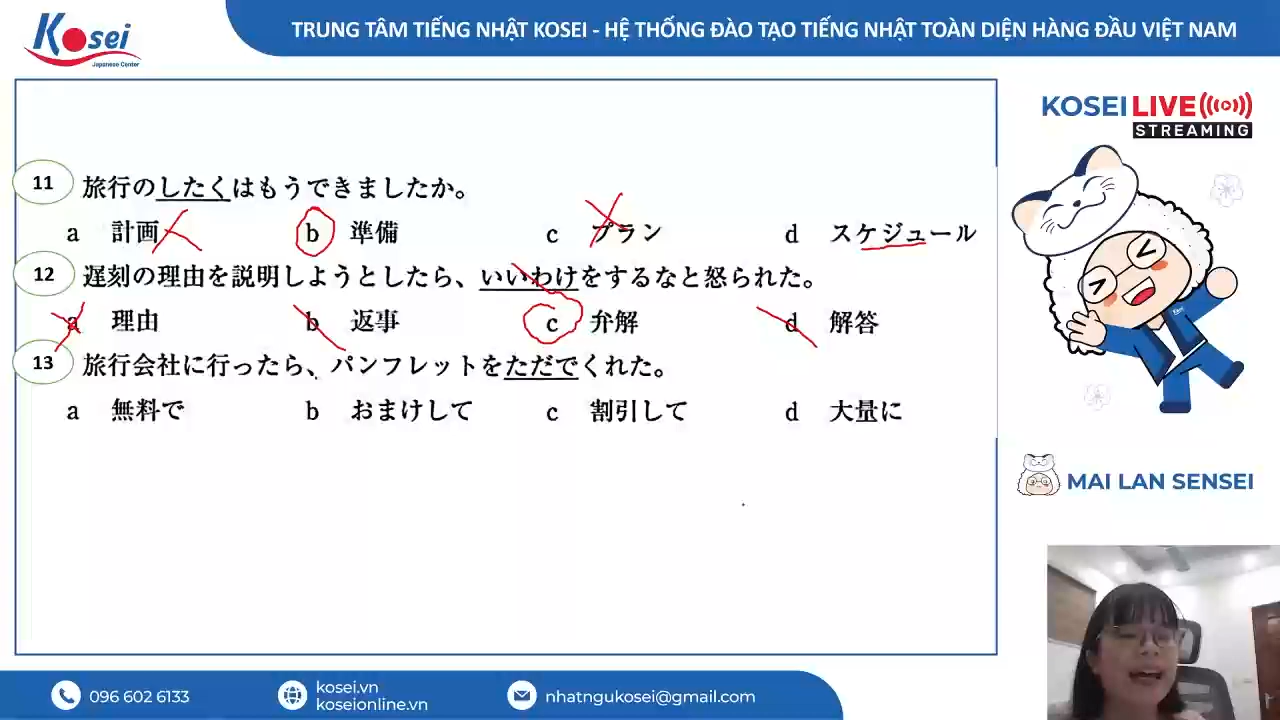 Kosei
Japanese Center
TRUNG TÂM TIẾNG NHẬT KOSEI - HỆ THỐNG ĐÀO TẠO TIẾNG NHẬT TOÀN DIỆN HÀNG ĐẦU VIỆT NAM
KOSEI LIVE
STREAMING
11 旅行のしたくはもうできましたか。
a 計画 b 準備 c プラン d スケジュール
12 遅刻の理由を説明しようとしたら、いいわけをするなと怒られた。
a 理由 b 返事 c 弁解 d 解答
13 旅行会社に行ったら、パンフレットをただでくれた。
a 無料で b おまけして c 割引して d 大量に
MAI LAN SENSEI
096 602 6133
kosei.vn
koseionline.vn
nhatngukosei@gmail.com